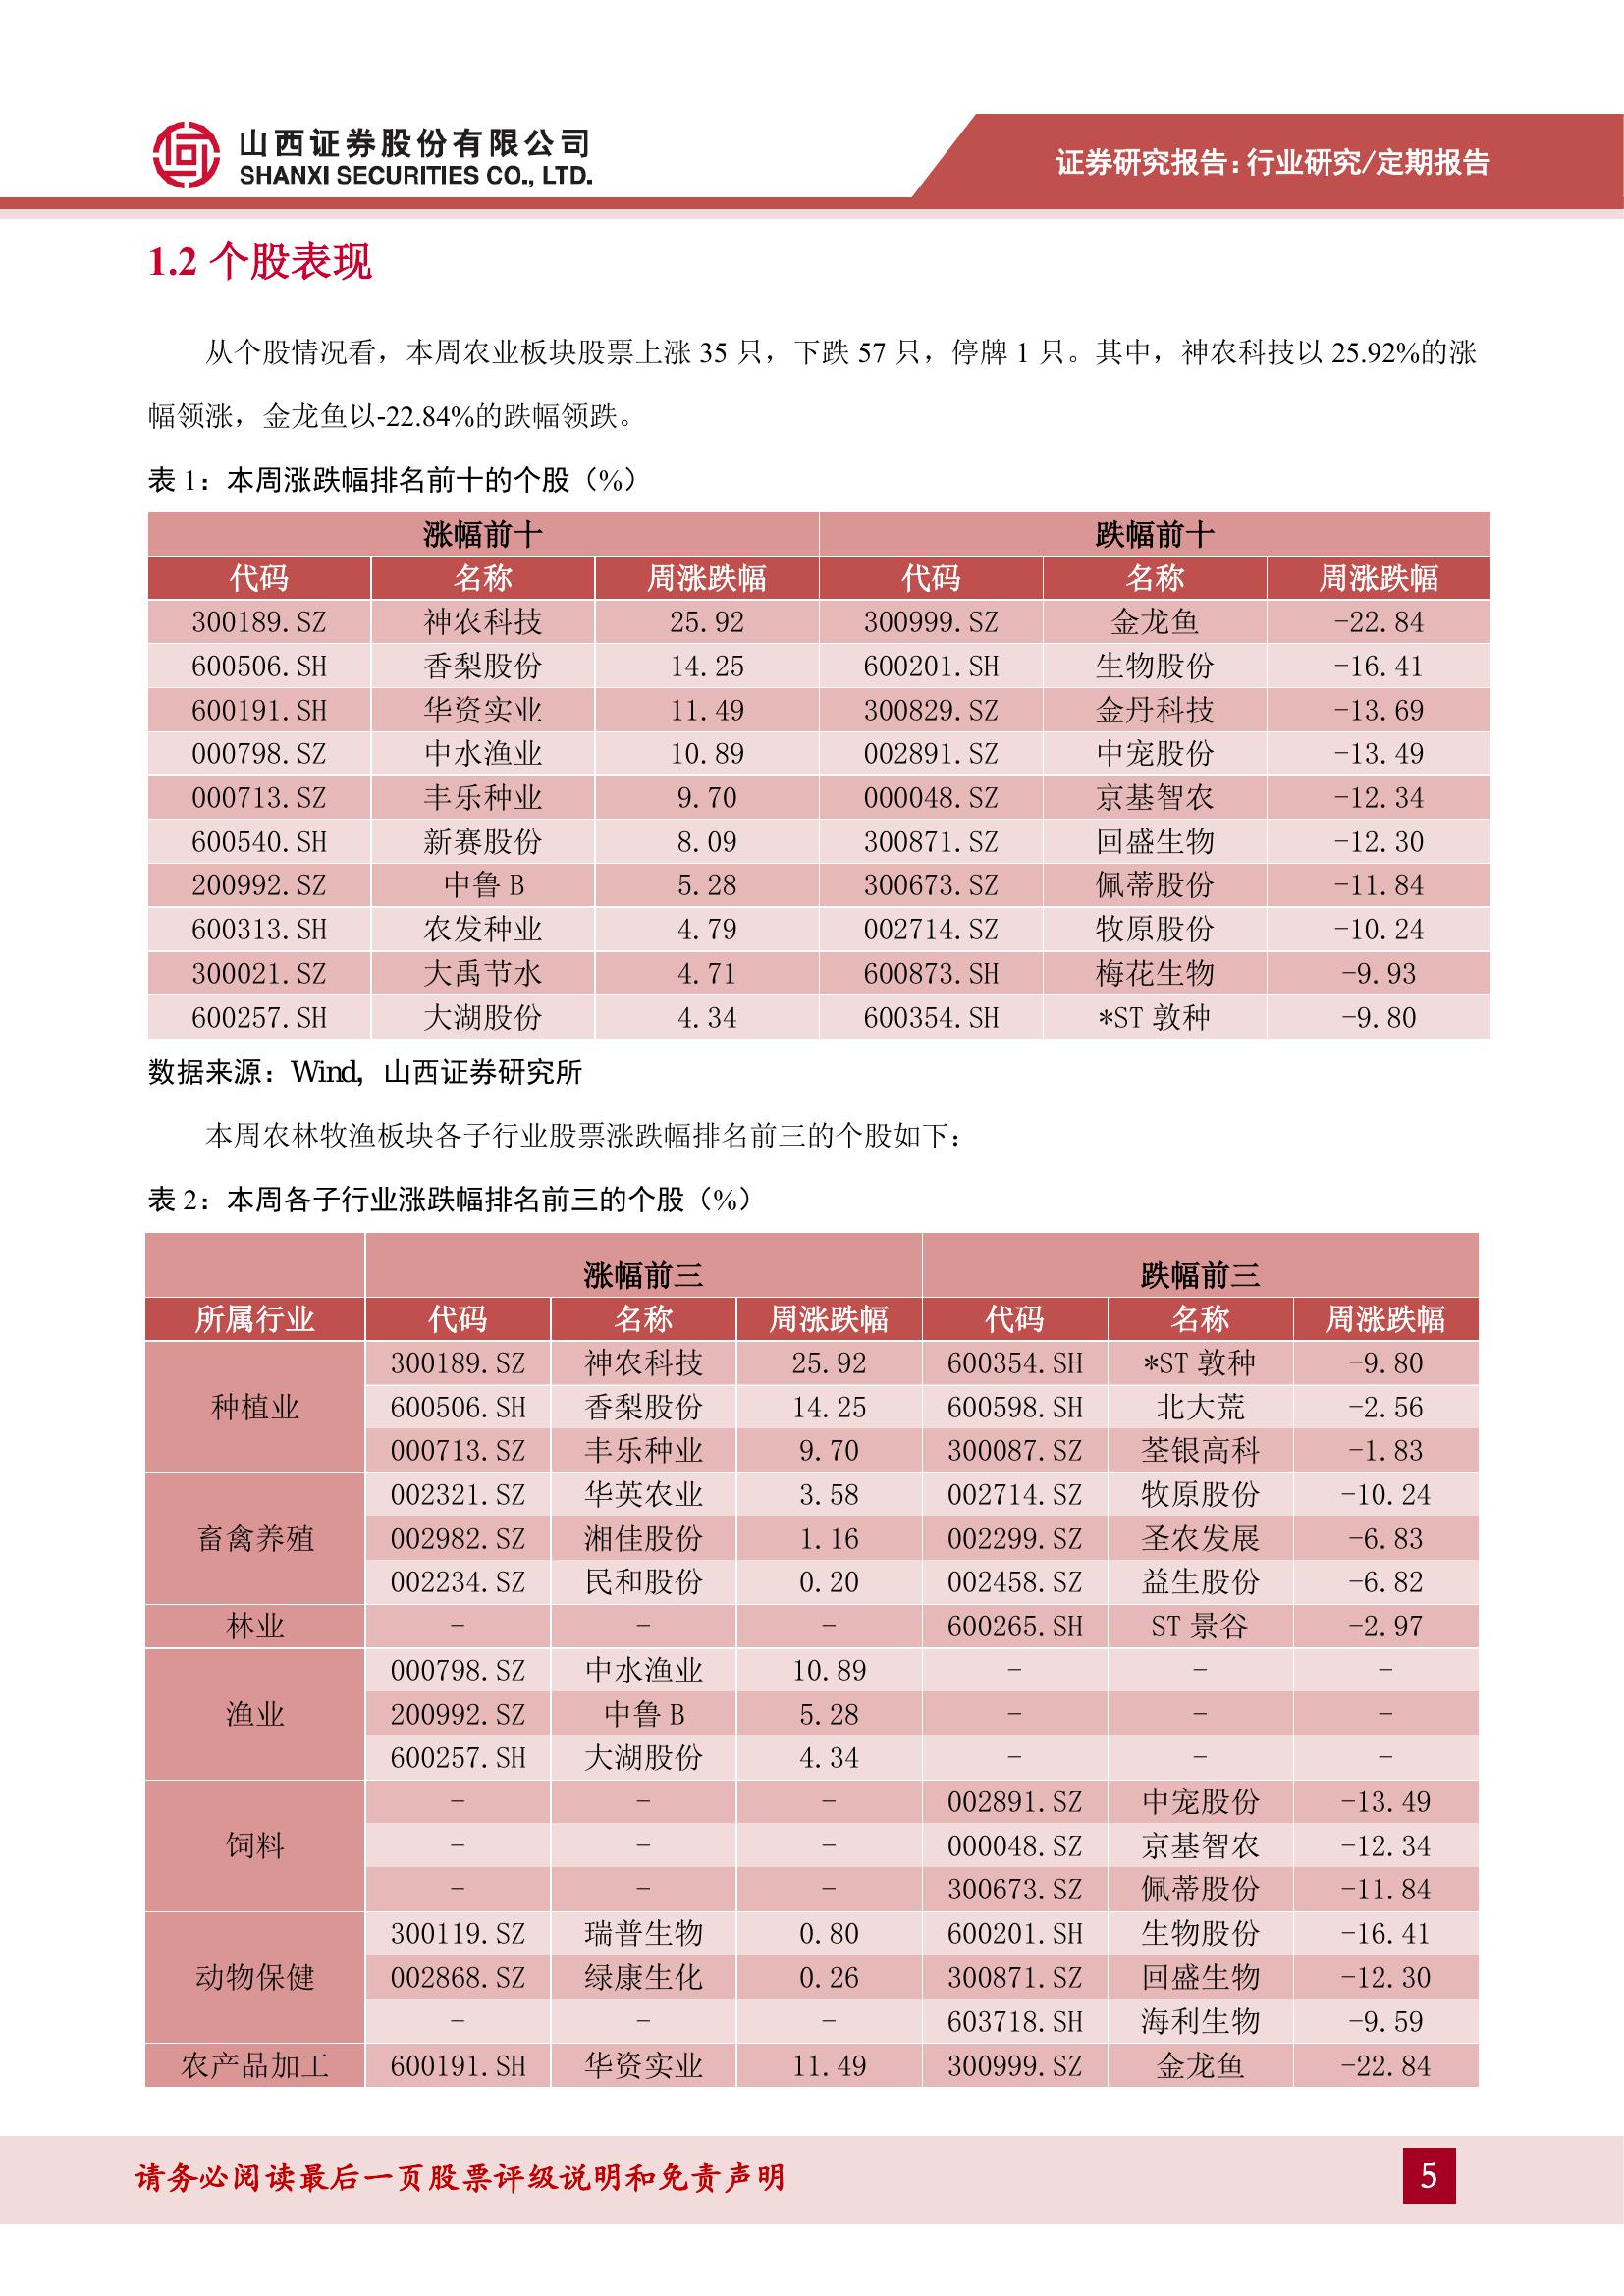 山西证券股份有限公司
SHANXI SECURITIES CO., LTD.
证券研究报告：行业研究/定期报告
1.2 个股表现
从个股情况看，本周农业板块股票上涨 35 只，下跌 57 只，停牌 1 只。其中，神农科技以 25.92%的涨
幅领涨，金龙鱼以-22.84%的跌幅领跌。
表 1：本周涨跌幅排名前十的个股（%）
涨幅前十 跌幅前十
代码 名称 周涨跌幅 代码 名称 周涨跌幅
300189.SZ 神农科技 25.92 300999.SZ 金龙鱼 -22.84
600506.SH 香梨股份 14.25 600201.SH 生物股份 -16.41
600191.SH 华资实业 11.49 300829.SZ 金丹科技 -13.69
000798.SZ 中水渔业 10.89 002891.SZ 中宠股份 -13.49
000713.SZ 丰乐种业 9.70 000048.SZ 京基智农 -12.34
600540.SH 新赛股份 8.09 300871.SZ 回盛生物 -12.30
200992.SZ 中鲁 B 5.28 300673.SZ 佩蒂股份 -11.84
600313.SH 农发种业 4.79 002714.SZ 牧原股份 -10.24
300021.SZ 大禹节水 4.71 600873.SH 梅花生物 -9.93
600257.SH 大湖股份 4.34 600354.SH *ST 敦种 -9.80
数据来源：Wind，山西证券研究所
本周农林牧渔板块各子行业股票涨跌幅排名前三的个股如下：
表 2：本周各子行业涨跌幅排名前三的个股（%）
涨幅前三 跌幅前三
所属行业 代码 名称 周涨跌幅 代码 名称 周涨跌幅
种植业 300189.SZ 神农科技 25.92 600354.SH *ST 敦种 -9.80
600506.SH 香梨股份 14.25 600598.SH 北大荒 -2.56
000713.SZ 丰乐种业 9.70 300087.SZ 荃银高科 -1.83
畜禽养殖 002321.SZ 华英农业 3.58 002714.SZ 牧原股份 -10.24
002982.SZ 湘佳股份 1.16 002299.SZ 圣农发展 -6.83
002234.SZ 民和股份 0.20 002458.SZ 益生股份 -6.82
林业 - - - 600265.SH ST 景谷 -2.97
渔业 000798.SZ 中水渔业 10.89 - - -
200992.SZ 中鲁 B 5.28 - - -
600257.SH 大湖股份 4.34 - - -
饲料 - - - 002891.SZ 中宠股份 -13.49
- - - 000048.SZ 京基智农 -12.34
- - - 300673.SZ 佩蒂股份 -11.84
动物保健 300119.SZ 瑞普生物 0.80 600201.SH 生物股份 -16.41
002868.SZ 绿康生化 0.26 300871.SZ 回盛生物 -12.30
- - - 603718.SH 海利生物 -9.59
农产品加工 600191.SH 华资实业 11.49 300999.SZ 金龙鱼 -22.84
请务必阅读最后一页股票评级说明和免责声明
5